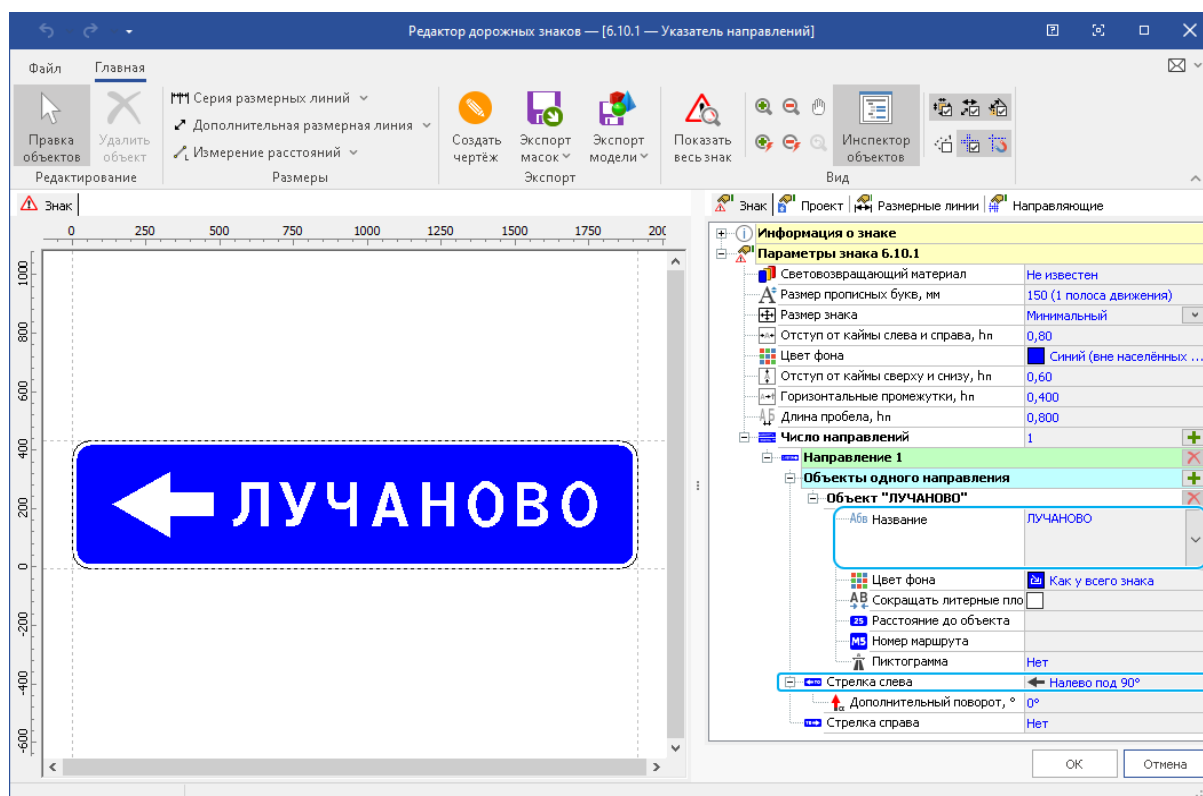 Редактор дорожных знаков — [6.10.1 — Указатель направлений]
Файл Главная
Правка объектов
Удалить объект
Редактирование
Серия размерных линий
Дополнительная размерная линия
Измерение расстояний
Размеры
Создать чертёж
Экспорт масок
Экспорт модели
Экспорт
Показать весь знак
Инспектор объектов
Вид
Знак
0 250 500 750 1000 1250 1500 1750 200
1000
800
600
400
200
0
-200
-400
-600
ЛУЧАНОВО
Знак Проект Размерные линии Направляющие
Информация о знаке
Параметры знака 6.10.1
Световозвращающий материал Не известен
Размер прописных букв, мм 150 (1 полоса движения)
Размер знака Минимальный
Отступ от каймы слева и справа, hп 0,80
Цвет фона Синий (вне населённых ...
Отступ от каймы сверху и снизу, hп 0,60
Горизонтальные промежутки, hп 0,400
Длина пробела, hп 0,800
Число направлений 1
Направление 1
Объекты одного направления
Объект "ЛУЧАНОВО"
Абв Название ЛУЧАНОВО
Цвет фона Как у всего знака
Сокращать литерные пло
25 Расстояние до объекта
М5 Номер маршрута
Пиктограмма Нет
Стрелка слева Налево под 90°
Дополнительный поворот, ° 0°
Стрелка справа Нет
ОК Отмена